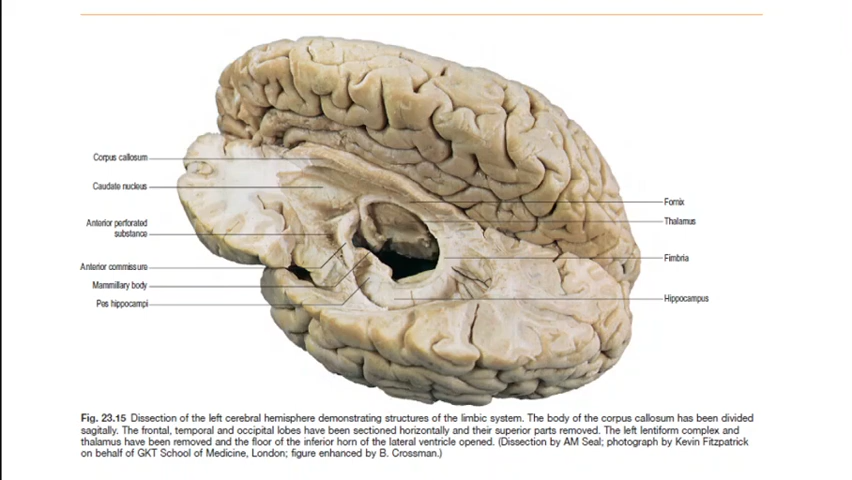 Corpus callosum
Caudate nucleus
Anterior perforated
substance
Anterior commissure
Mammillary body
Pes hippocampi
Fornix
Thalamus
Fimbria
Hippocampus
Fig. 23.15 Dissection of the left cerebral hemisphere demonstrating structures of the limbic system. The body of the corpus callosum has been divided
sagitally. The frontal, temporal and occipital lobes have been sectioned horizontally and their superior parts removed. The left lentiform complex and
thalamus have been removed and the floor of the inferior horn of the lateral ventricle opened. (Dissection by AM Seal; photograph by Kevin Fitzpatrick
on behalf of GKT School of Medicine, London; figure enhanced by B. Crossman.)